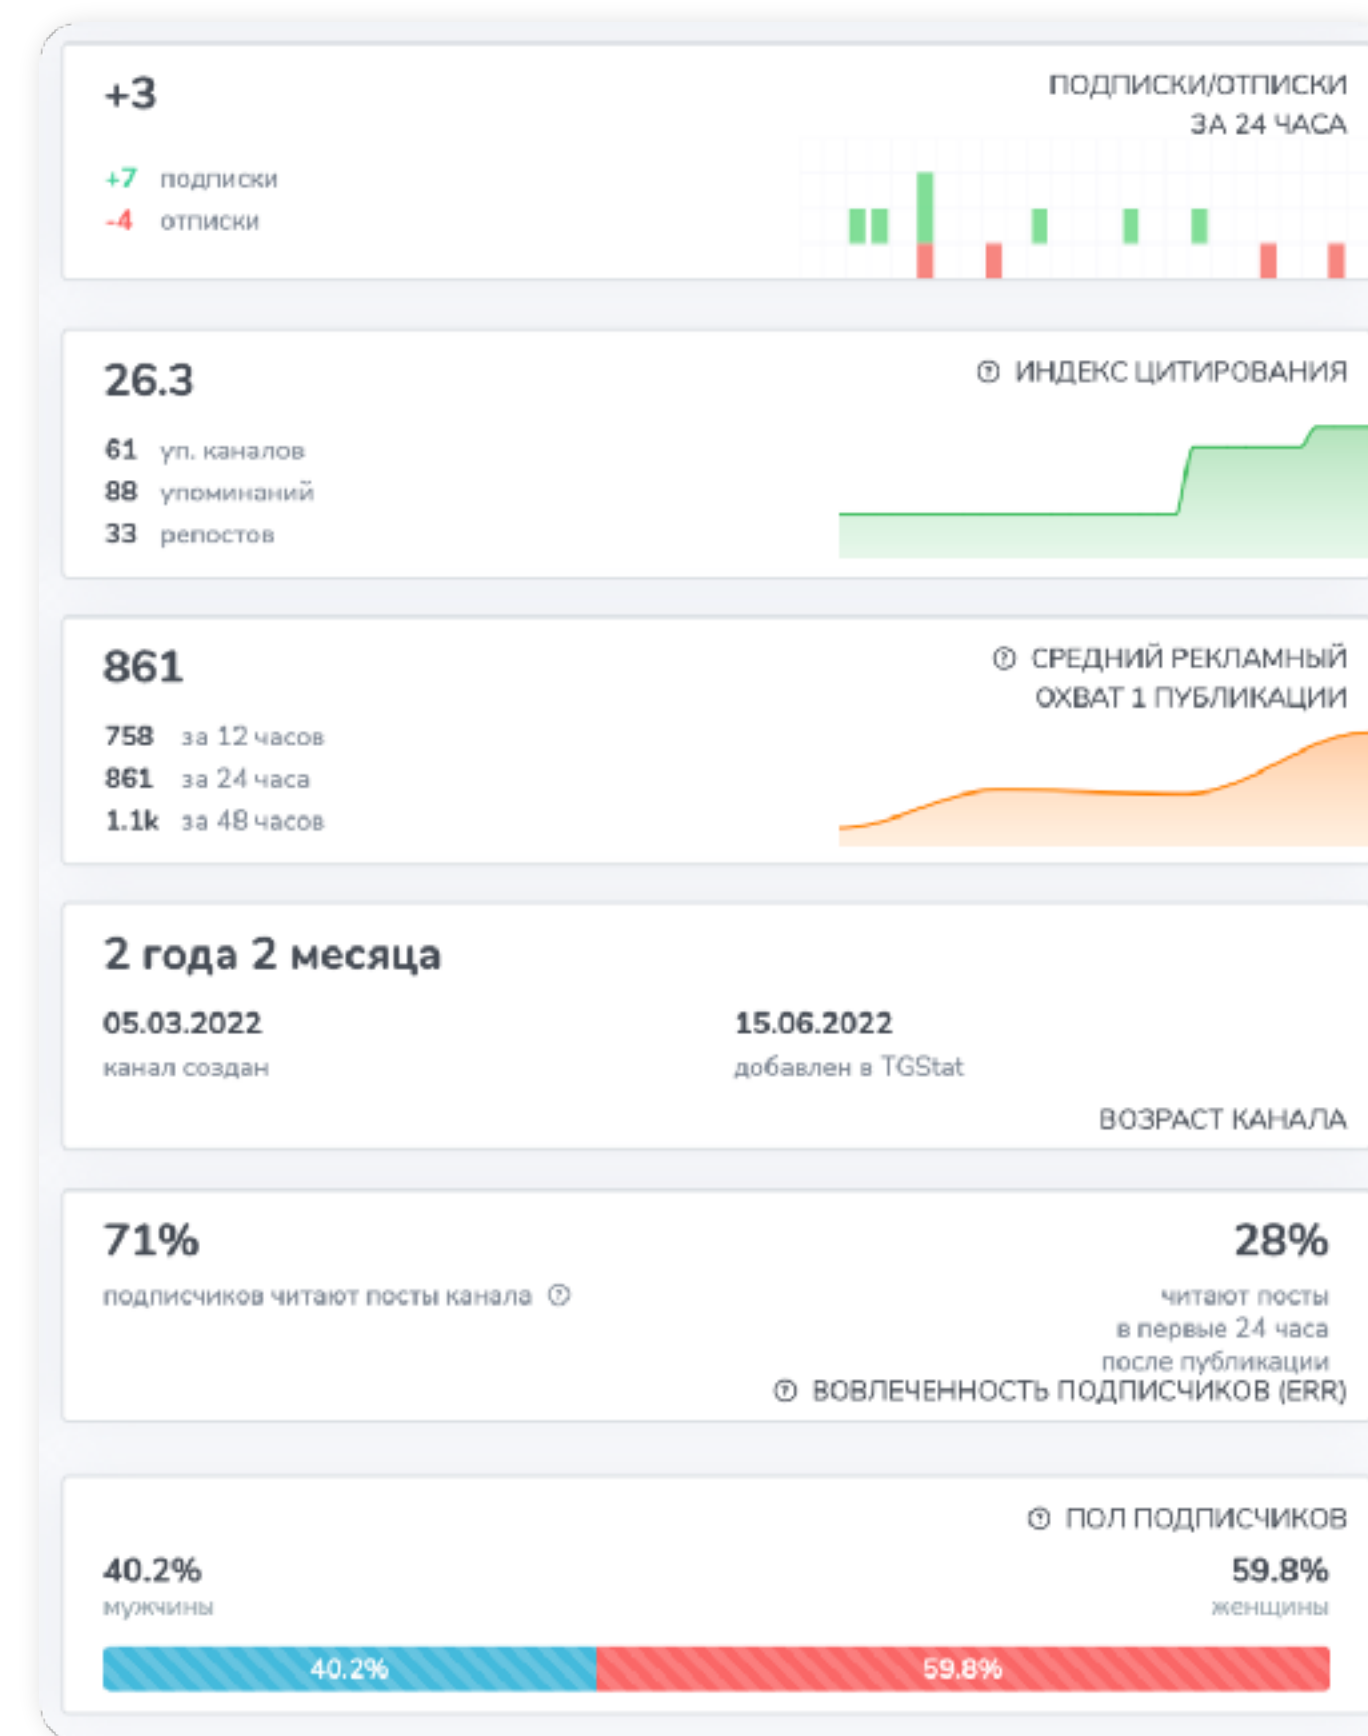 +3
ПОДПИСКИ/ОТПИСКИ
ЗА 24 ЧАСА
+7 подписки
-4 отписки
26.3
ИНДЕКС ЦИТИРОВАНИЯ
61 уп. каналов
88 упоминаний
33 репостов
861
СРЕДНИЙ РЕКЛАМНЫЙ
ОХВАТ 1 ПУБЛИКАЦИИ
758 за 12 часов
861 за 24 часа
1.1k за 48 часов
2 года 2 месяца
05.03.2022
канал создан
15.06.2022
добавлен в TGStat
ВОЗРАСТ КАНАЛА
71%
подписчиков читают посты канала
28%
читают посты
в первые 24 часа
после публикации
ВОВЛЕЧЕННОСТЬ ПОДПИСЧИКОВ (ERR)
ПОЛ ПОДПИСЧИКОВ
40.2%
мужчины
59.8%
женщины
40.2%
59.8%